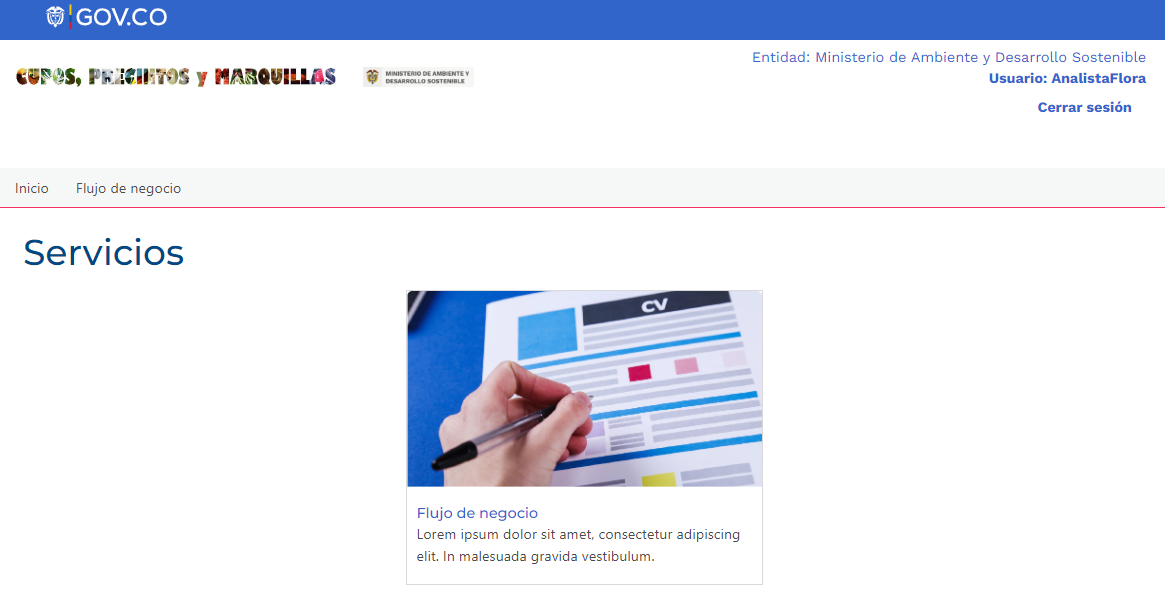 GOV.CO
CUPOS, PRECINTOS y MARQUILLAS
MINISTERIO DE AMBIENTE Y
DESARROLLO SOSTENIBLE
Entidad: Ministerio de Ambiente y Desarrollo Sostenible
Usuario: AnalistaFlora
Cerrar sesión
Inicio Flujo de negocio
Servicios
CV
Flujo de negocio
Lorem ipsum dolor sit amet, consectetur adipiscing
elit. In malesuada gravida vestibulum.